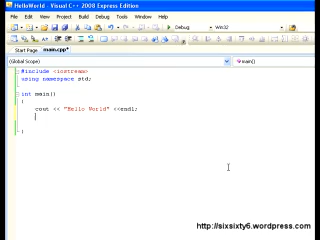 HelloWorld - Visual C++ 2008 Express Edition
File Edit View Project Build Debug Tools Window Help
Debug Win32
Start Page main.cpp*
(Global Scope) main()
#include <iostream>
using namespace std;
int main()
{
cout << "Hello World" <<endl;
}
http://sixsixty6.wordpress.com